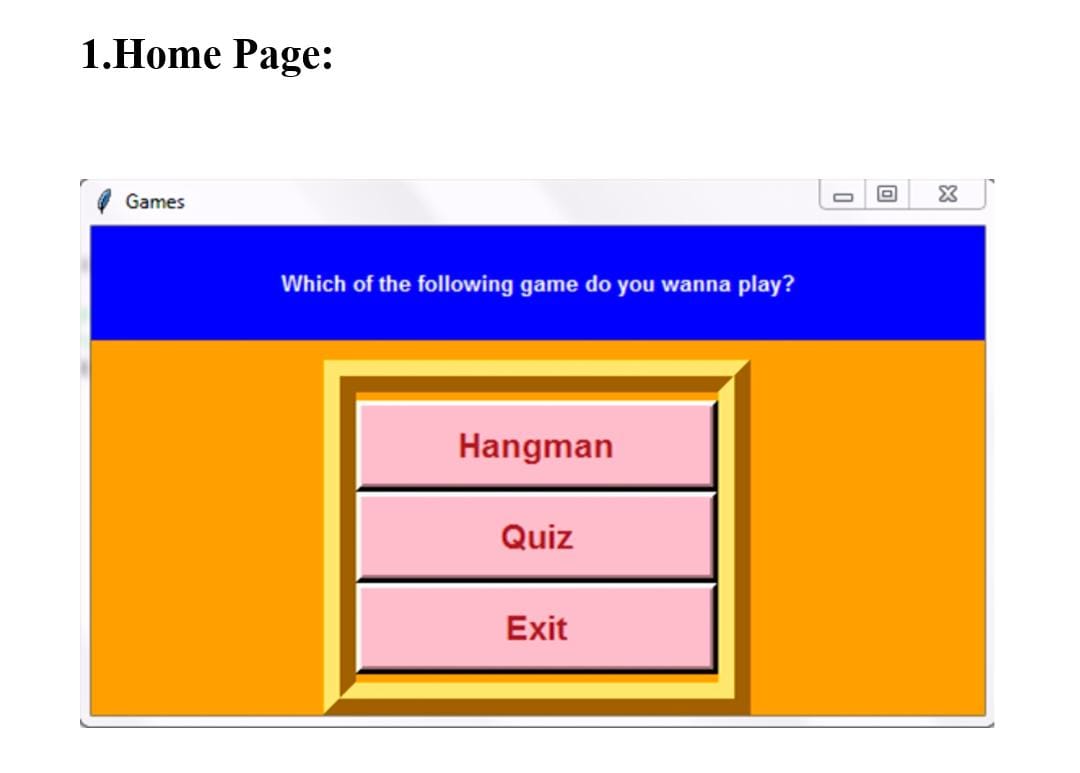 1.Home Page:
Games
Which of the following game do you wanna play?
Hangman
Quiz
Exit